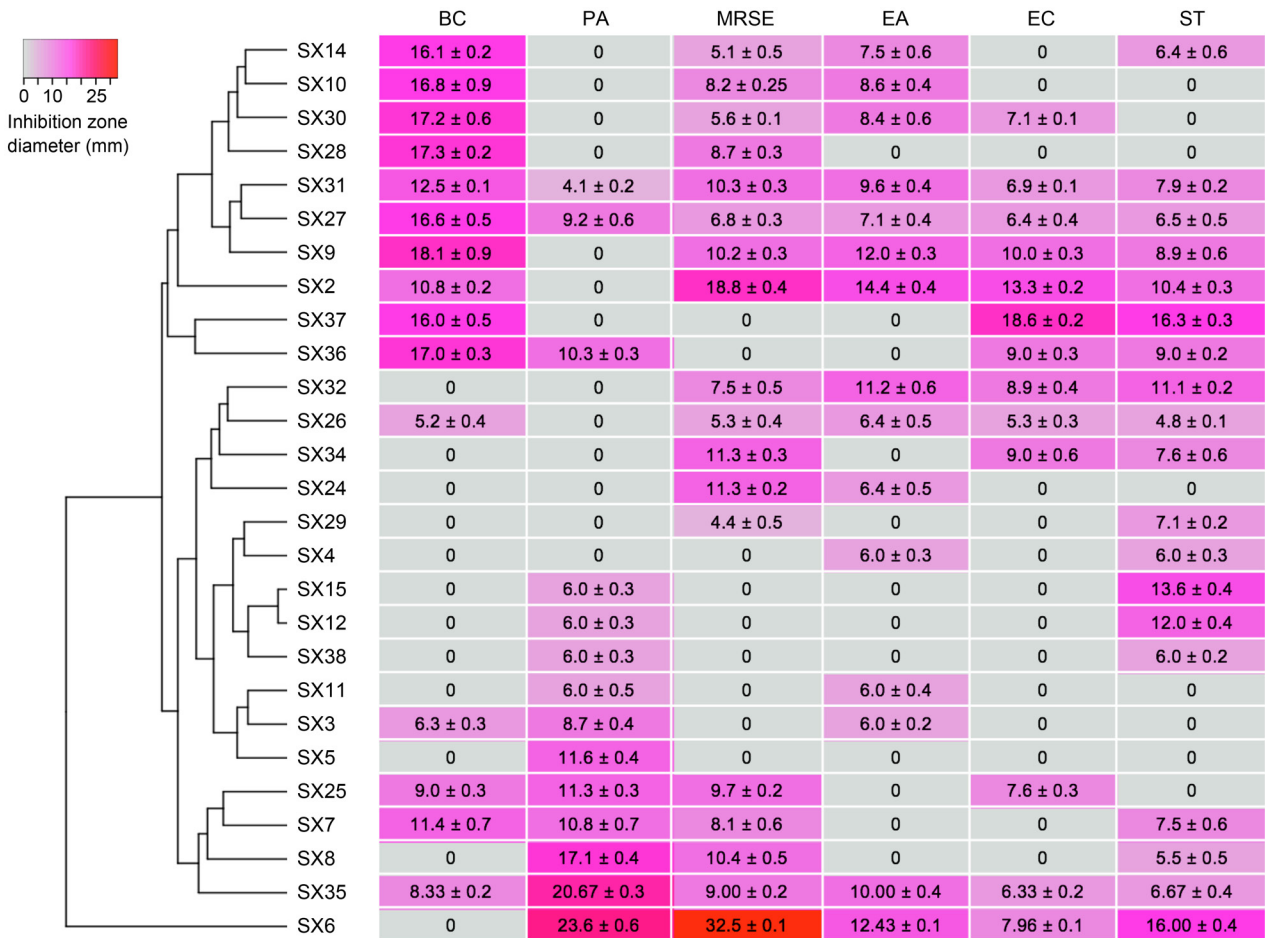 BC PA MRSE EA EC ST
0 10 25
Inhibition zone
diameter (mm)
SX14 16.1 ± 0.2 0 5.1 ± 0.5 7.5 ± 0.6 0 6.4 ± 0.6
SX10 16.8 ± 0.9 0 8.2 ± 0.25 8.6 ± 0.4 0 0
SX30 17.2 ± 0.6 0 5.6 ± 0.1 8.4 ± 0.6 7.1 ± 0.1 0
SX28 17.3 ± 0.2 0 8.7 ± 0.3 0 0 0
SX31 12.5 ± 0.1 4.1 ± 0.2 10.3 ± 0.3 9.6 ± 0.4 6.9 ± 0.1 7.9 ± 0.2
SX27 16.6 ± 0.5 9.2 ± 0.6 6.8 ± 0.3 7.1 ± 0.4 6.4 ± 0.4 6.5 ± 0.5
SX9 18.1 ± 0.9 0 10.2 ± 0.3 12.0 ± 0.3 10.0 ± 0.3 8.9 ± 0.6
SX2 10.8 ± 0.2 0 18.8 ± 0.4 14.4 ± 0.4 13.3 ± 0.2 10.4 ± 0.3
SX37 16.0 ± 0.5 0 0 0 18.6 ± 0.2 16.3 ± 0.3
SX36 17.0 ± 0.3 10.3 ± 0.3 0 0 9.0 ± 0.3 9.0 ± 0.2
SX32 0 0 7.5 ± 0.5 11.2 ± 0.6 8.9 ± 0.4 11.1 ± 0.2
SX26 5.2 ± 0.4 0 5.3 ± 0.4 6.4 ± 0.5 5.3 ± 0.3 4.8 ± 0.1
SX34 0 0 11.3 ± 0.3 0 9.0 ± 0.6 7.6 ± 0.6
SX24 0 0 11.3 ± 0.2 6.4 ± 0.5 0 0
SX29 0 0 4.4 ± 0.5 0 0 7.1 ± 0.2
SX4 0 0 0 6.0 ± 0.3 0 6.0 ± 0.3
SX15 0 6.0 ± 0.3 0 0 0 13.6 ± 0.4
SX12 0 6.0 ± 0.3 0 0 0 12.0 ± 0.4
SX38 0 6.0 ± 0.3 0 0 0 6.0 ± 0.2
SX11 0 6.0 ± 0.5 0 6.0 ± 0.4 0 0
SX3 6.3 ± 0.3 8.7 ± 0.4 0 6.0 ± 0.2 0 0
SX5 0 11.6 ± 0.4 0 0 0 0
SX25 9.0 ± 0.3 11.3 ± 0.3 9.7 ± 0.2 0 7.6 ± 0.3 0
SX7 11.4 ± 0.7 10.8 ± 0.7 8.1 ± 0.6 0 0 7.5 ± 0.6
SX8 0 17.1 ± 0.4 10.4 ± 0.5 0 0 5.5 ± 0.5
SX35 8.33 ± 0.2 20.67 ± 0.3 9.00 ± 0.2 10.00 ± 0.4 6.33 ± 0.2 6.67 ± 0.4
SX6 0 23.6 ± 0.6 32.5 ± 0.1 12.43 ± 0.1 7.96 ± 0.1 16.00 ± 0.4